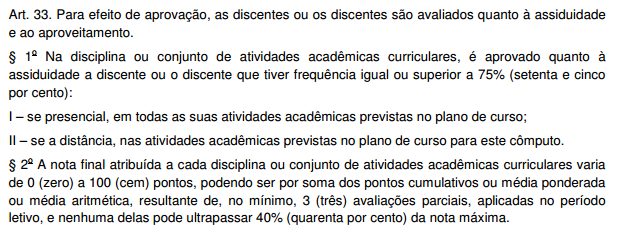 Art. 33. Para efeito de aprovação, as discentes ou os discentes são avaliados quanto à assiduidade
e ao aproveitamento.
§ 1º Na disciplina ou conjunto de atividades acadêmicas curriculares, é aprovado quanto à
assiduidade a discente ou o discente que tiver frequência igual ou superior a 75% (setenta e cinco
por cento):
I – se presencial, em todas as suas atividades acadêmicas previstas no plano de curso;
II – se a distância, nas atividades acadêmicas previstas no plano de curso para este cômputo.
§ 2º A nota final atribuída a cada disciplina ou conjunto de atividades acadêmicas curriculares varia
de 0 (zero) a 100 (cem) pontos, podendo ser por soma dos pontos cumulativos ou média ponderada
ou média aritmética, resultante de, no mínimo, 3 (três) avaliações parciais, aplicadas no período
letivo, e nenhuma delas pode ultrapassar 40% (quarenta por cento) da nota máxima.